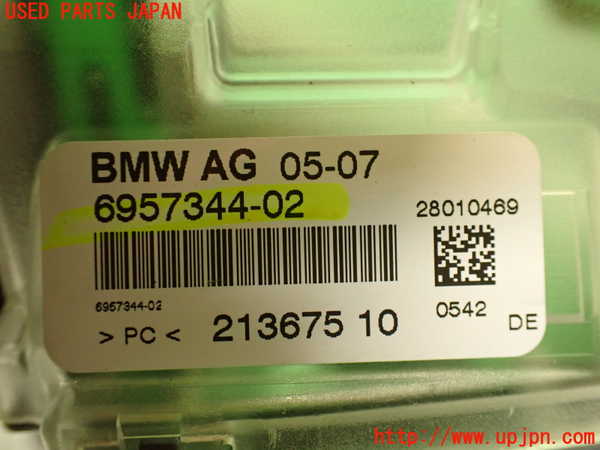 USED PARTS JAPAN
BMW AG 05-07
6957344-02
28010469
6957344-02
0542
> PC < 213675 10
DE
http://www.upjpn.com